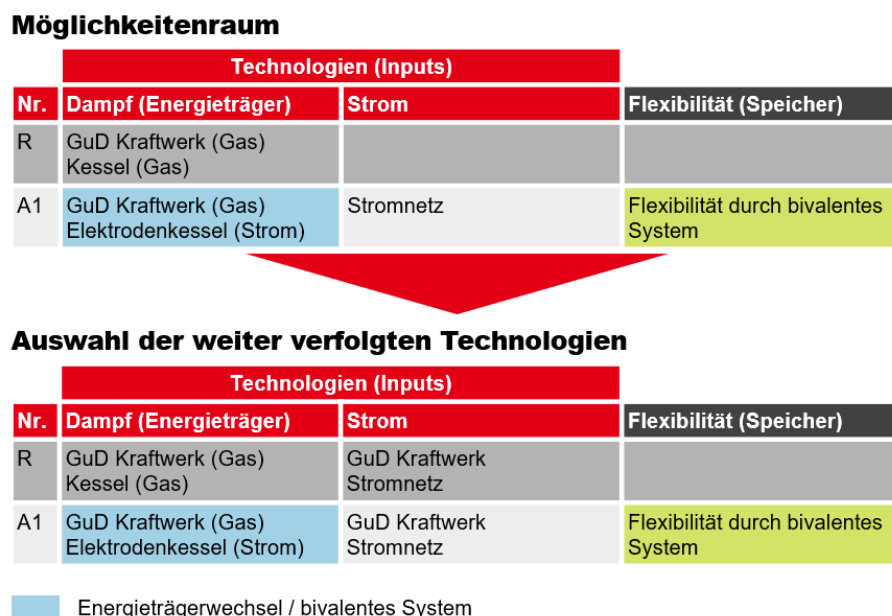 Möglichkeitenraum
Technologien (Inputs)
Nr. Dampf (Energieträger) Strom Flexibilität (Speicher)
R GuD Kraftwerk (Gas)
Kessel (Gas)
A1 GuD Kraftwerk (Gas) Stromnetz Flexibilität durch bivalentes
Elektrodenkessel (Strom) System
Auswahl der weiter verfolgten Technologien
Technologien (Inputs)
Nr. Dampf (Energieträger) Strom Flexibilität (Speicher)
R GuD Kraftwerk (Gas) GuD Kraftwerk
Kessel (Gas) Stromnetz
A1 GuD Kraftwerk (Gas) GuD Kraftwerk Flexibilität durch bivalentes
Elektrodenkessel (Strom) Stromnetz System
Energieträgerwechsel / bivalentes System